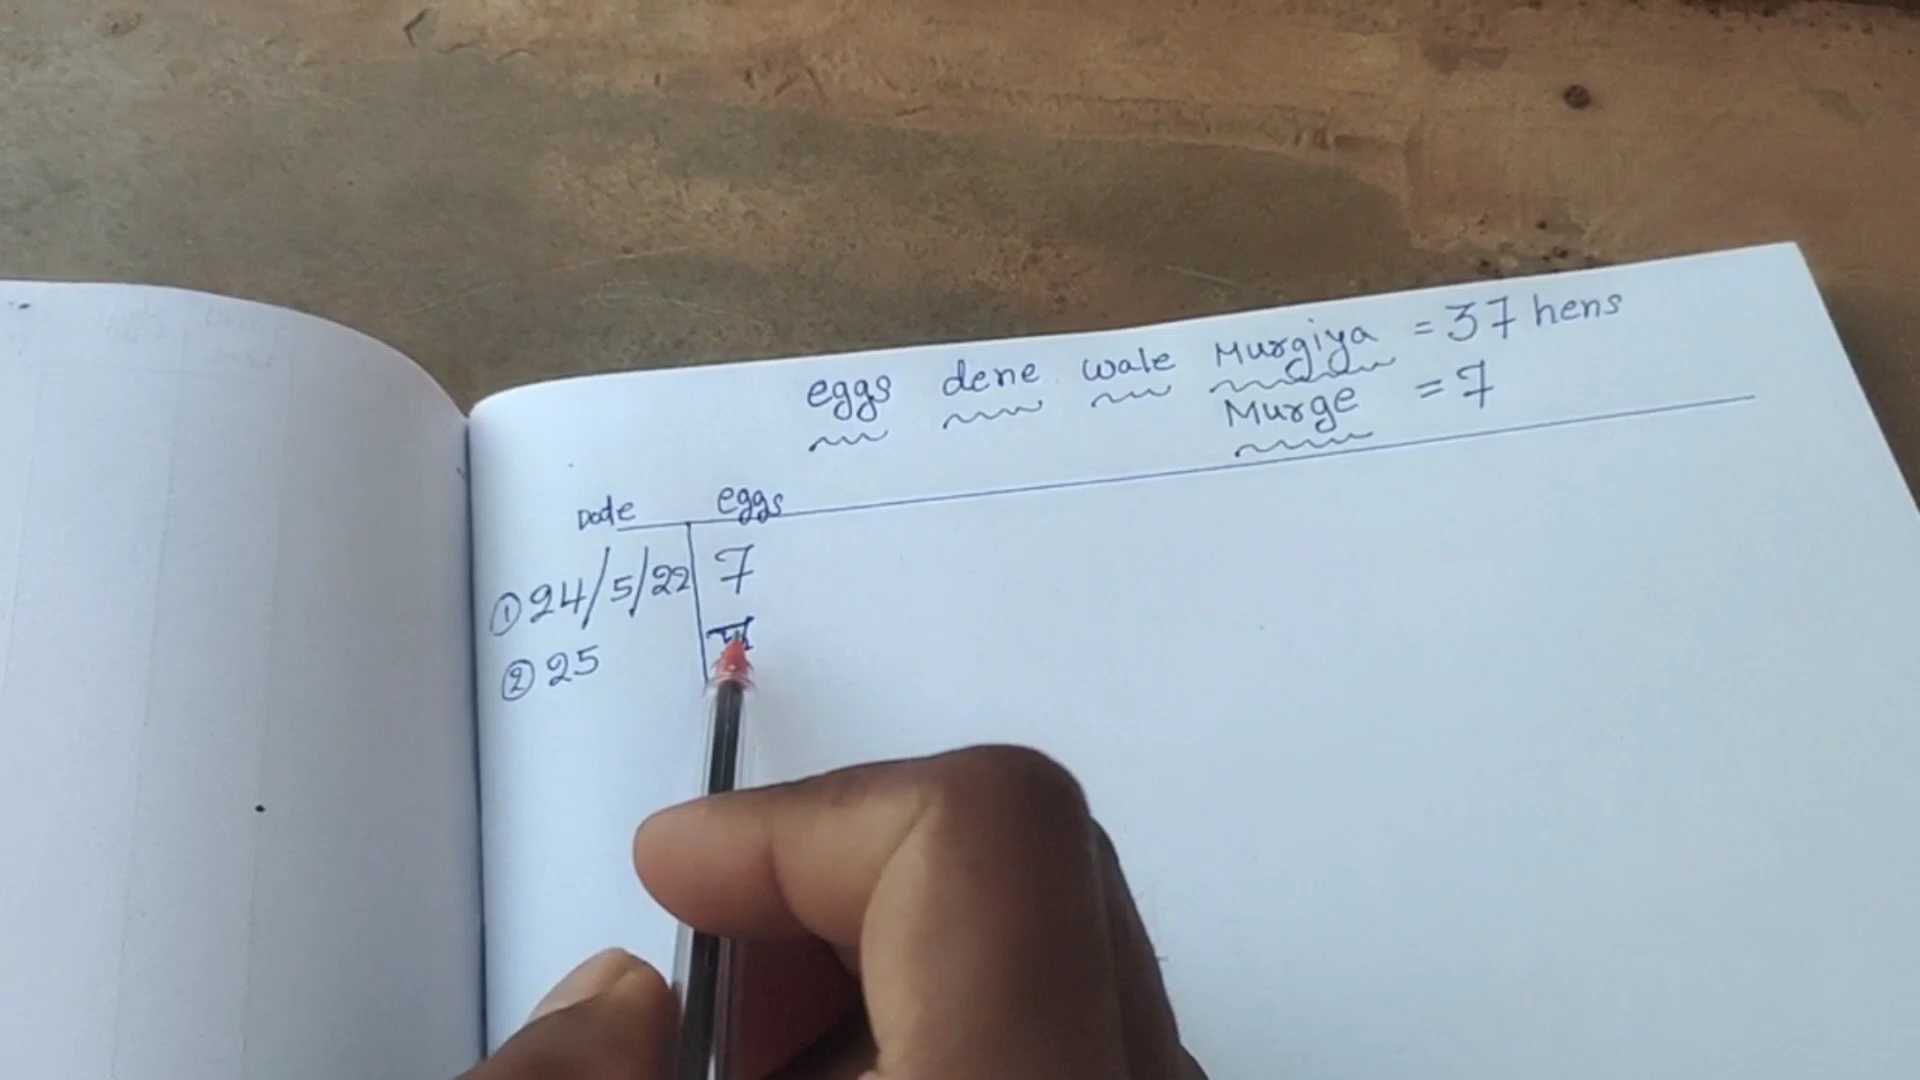 eggs dene wale Murgiya = 37 hens
Murge = 7
Date eggs
① 24/5/22 7
② 25